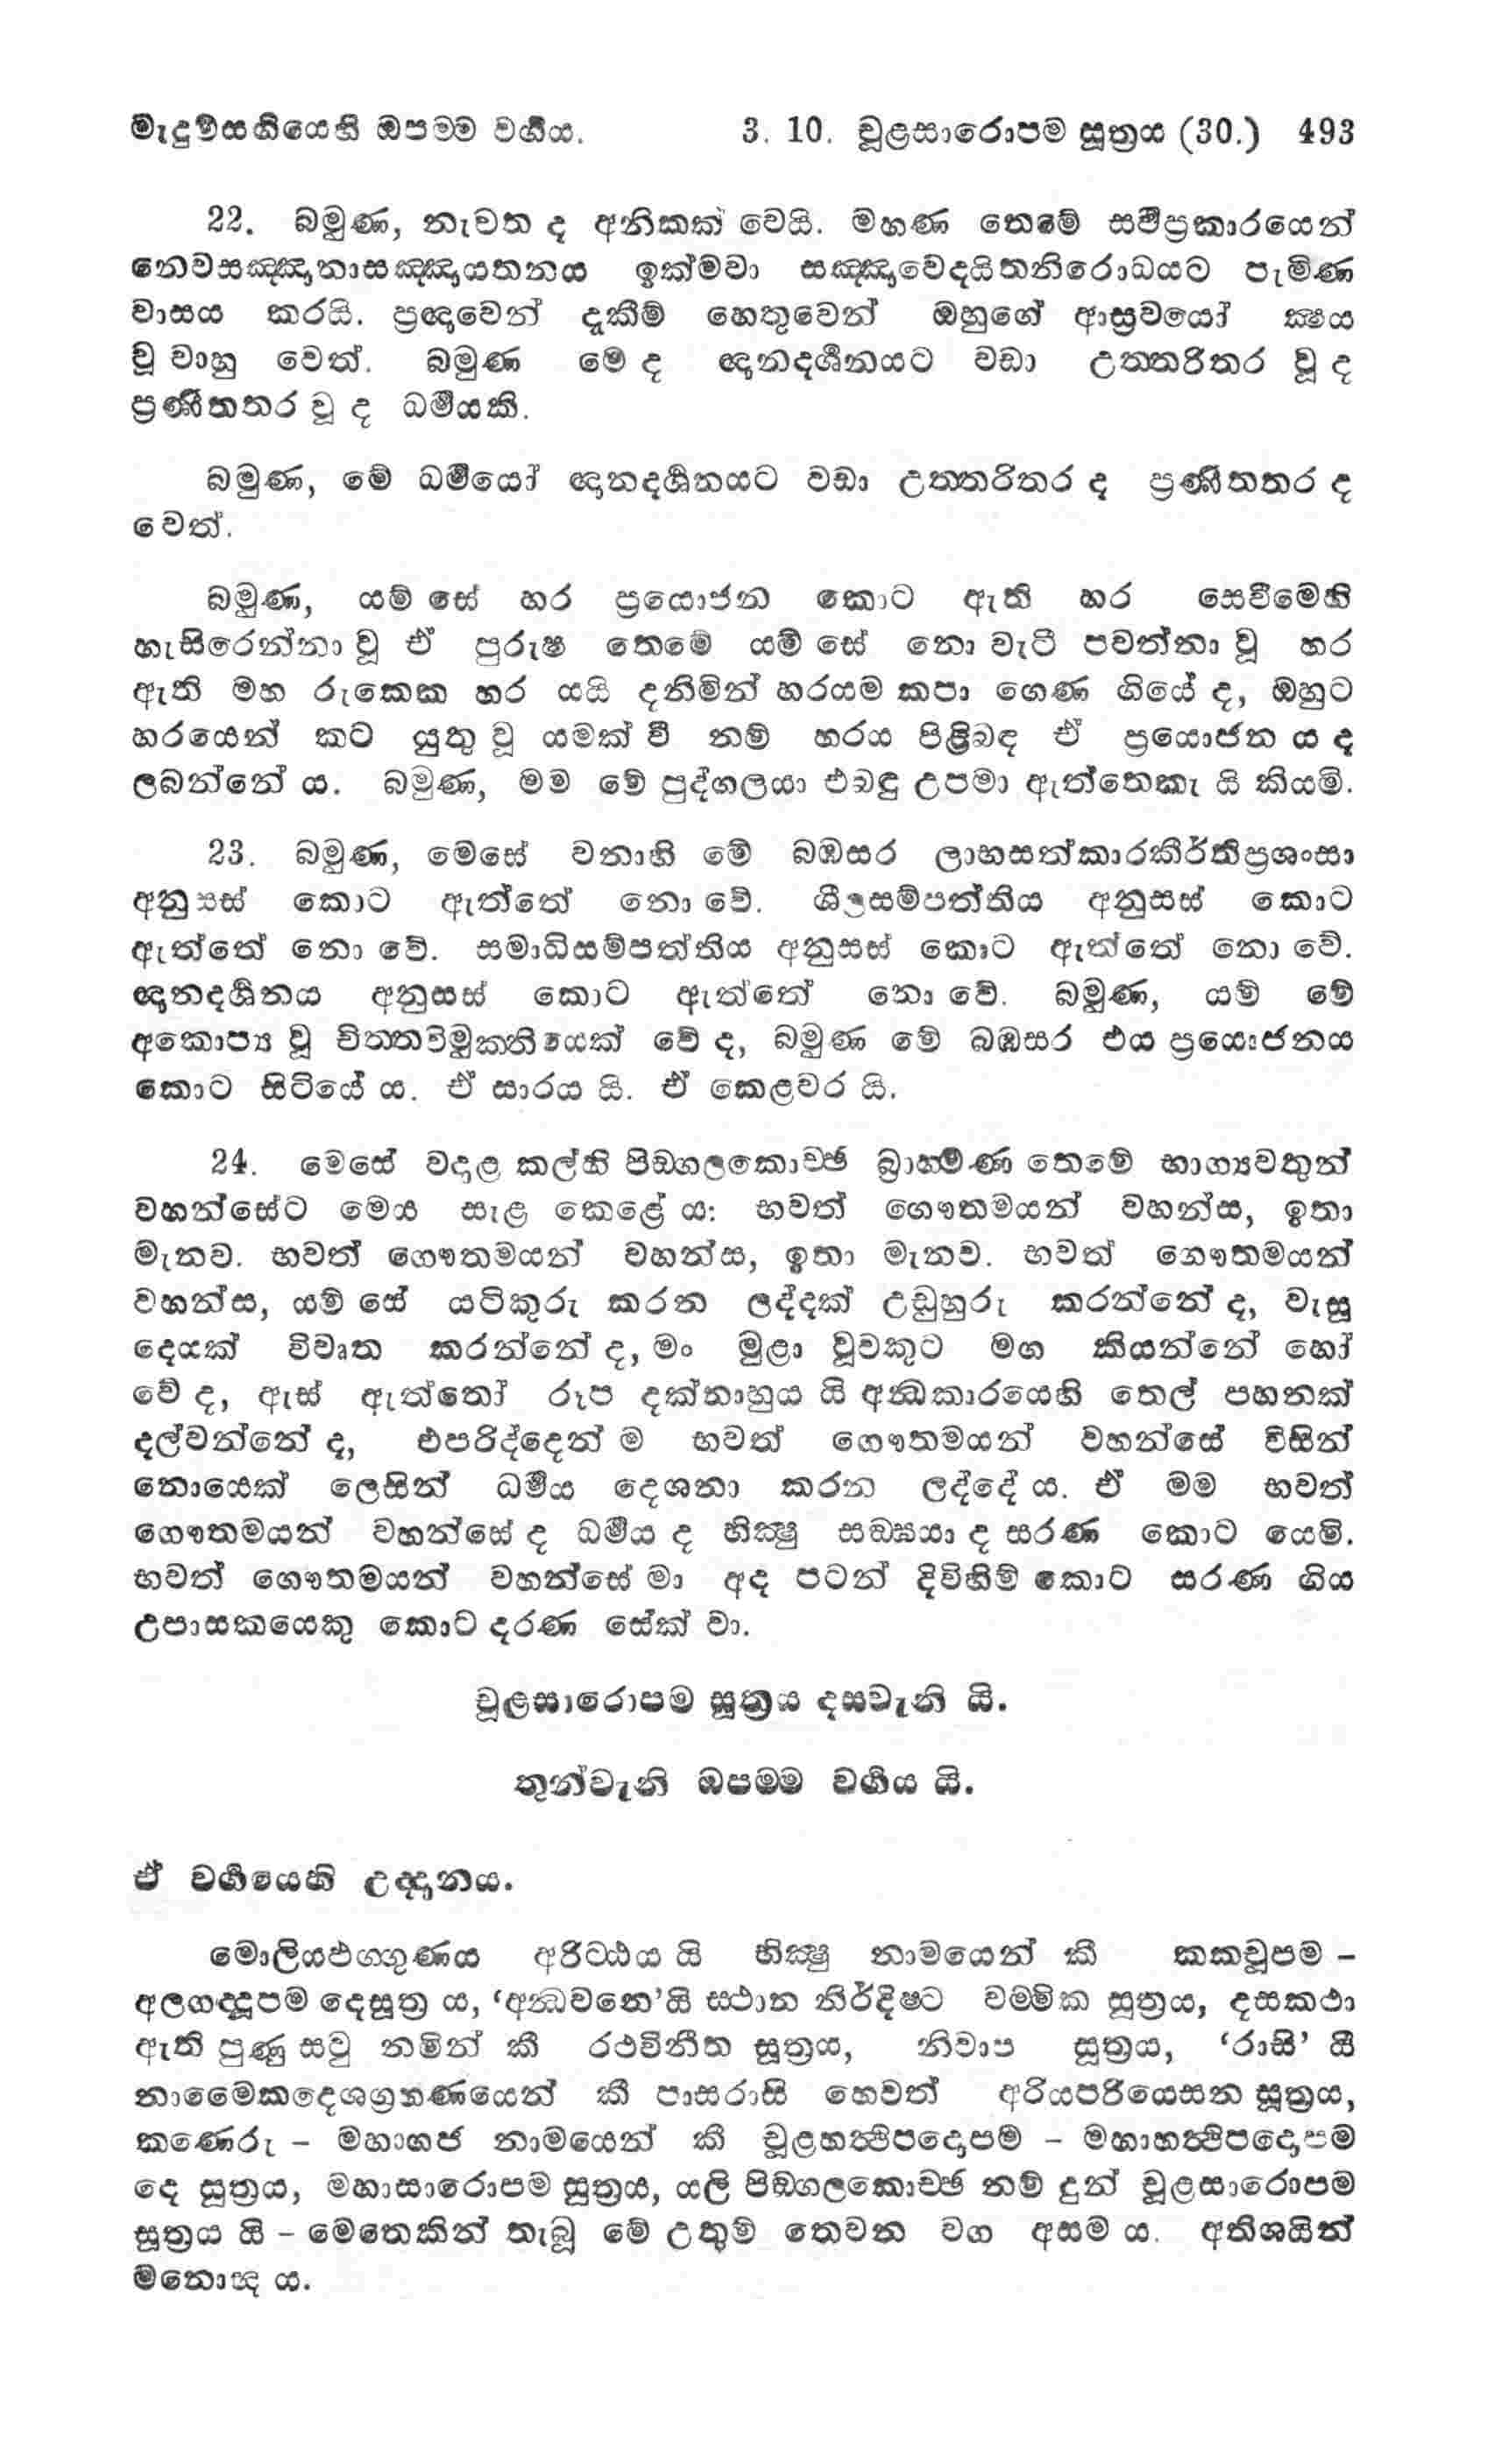 මැදුම්සඟියෙහි ඔපම්ම වර්‍ගය. 3. 10. චූළසාරොපම සූත්‍රය (30.) 493
22. බමුණ, නැවත ද අනිකක් වෙයි. මහණ තෙමේ සර්‍වප්‍රකාරයෙන්
නෙවසඤ්ඤානාසඤ්ඤායතනය ඉක්මවා සඤ්ඤාවෙදයිතනිරොධයට පැමිණ
වාසය කරයි. ප්‍රඥාවෙන් දැකීම් හෙතුවෙන් ඔහුගේ ආස්‍රවයෝ ක්‍ෂය
වූ වාහු වෙත්. බමුණ මෙ ද ඥානදර්‍ශනයට වඩා උත්තරිතර වූ ද
ප්‍රණීතතර වූ ද ධර්‍මයකි.
බමුණ, මේ ධර්‍මයෝ ඥානදර්‍ශනයට වඩා උත්තරිතර ද ප්‍රණීතතර ද
වෙත්.
බමුණ, යම් සේ හර ප්‍රයොජන කොට ඇති හර සෙවීමෙහි
හැසිරෙන්නා වූ ඒ පුරුෂ තෙමේ යම් සේ නො වැටී පවත්නා වූ හර
ඇති මහ රුකෙක හර යයි දනිමින් හරයම කපා ගෙණ ගියේ ද, ඔහුට
හරයෙන් කට යුතු වූ යමක් වී නම් හරය පිළිබඳ ඒ ප්‍රයොජන ය ද
ලබන්නේ ය. බමුණ, මම මේ පුද්ගලයා එබඳු උපමා ඇත්තෙකැ යි කියමි.
23. බමුණ, මෙසේ වනාහි මේ බඹසර ලාභසත්කාරකීර්තිප්‍රශංසා
අනුසස් කොට ඇත්තේ නො වේ. ශීලසම්පත්තිය අනුසස් කොට
ඇත්තේ නො වේ. සමාධිසම්පත්තිය අනුසස් කොට ඇත්තේ නො වේ.
ඥානදර්‍ශනය අනුසස් කොට ඇත්තේ නො වේ. බමුණ, යම් මේ
අකොප්‍ය වූ චිත්තවිමුක්තියෙක් වේ ද, බමුණ මේ බඹසර එය ප්‍රයොජනය
කොට සිටියේ ය. ඒ සාරය යි. ඒ කෙළවර යි.
24. මෙසේ වදාළ කල්හි පිඞ්ගලකොච්ඡ බ්‍රාහ්මණ තෙමේ භාග්‍යවතුන්
වහන්සේට මෙය සැළ කෙළේ ය: භවත් ගෞතමයන් වහන්ස, ඉතා
මැනව. භවත් ගෞතමයන් වහන්ස, ඉතා මැනව. භවත් ගෞතමයන්
වහන්ස, යම් සේ යටිකුරු කරන ලද්දක් උඩුහුරු කරන්නේ ද, වැසූ
දෙයක් විවෘත කරන්නේ ද, මං මුළා වූවකුට මග කියන්නේ හෝ
වේ ද, ඇස් ඇත්තෝ රූප දක්නාහුය යි අන්ධකාරයෙහි තෙල් පහනක්
දල්වන්නේ ද, එපරිද්දෙන් ම භවත් ගෞතමයන් වහන්සේ විසින්
නොයෙක් ලෙසින් ධර්‍මය දෙශනා කරන ලද්දේ ය. ඒ මම භවත්
ගෞතමයන් වහන්සේ ද ධර්‍මය ද භික්‍ෂු සඞ්ඝයා ද සරණ කොට යෙමි.
භවත් ගෞතමයන් වහන්සේ මා අද පටන් දිවිහිම් කොට සරණ ගිය
උපාසකයෙකු කොට දරණ සේක් වා.
චූළසාරොපම සූත්‍රය දසවැනි යි.
තුන්වැනි ඔපම්ම වර්‍ගය යි.
ඒ වර්‍ගයෙහි උද්දානය.
මොලියඵග්ගුණය අරිට්ඨය යි භික්‍ෂු නාමයෙන් කී කකචූපම –
අලගද්දූපම දෙසූත්‍ර ය, ‘අන්ධවනෙ’යි ස්ථාන නිර්දිෂ්ට වම්මික සූත්‍රය, දසකථා
ඇති පුණු සවු නමින් කී රථවිනීත සූත්‍රය, නිවාප සූත්‍රය, ‘රාසි’ යී
නාමෛකදෙශග්‍රහණයෙන් කී පාසරාසි හෙවත් අරියපරියෙසන සූත්‍රය,
කණෙරු – මහාගජ නාමයෙන් කී චූළහත්ථිපදොපම – මහාහත්ථිපදොපම
දෙ සූත්‍රය, මහාසාරොපම සූත්‍රය, යලි පිඞ්ගලකොච්ඡ නම් දුන් චූළසාරොපම
සූත්‍රය යි – මෙතෙකින් තැබූ මේ උතුම් තෙවන වග අසම ය. අතිශයින්
මනොඥ ය.